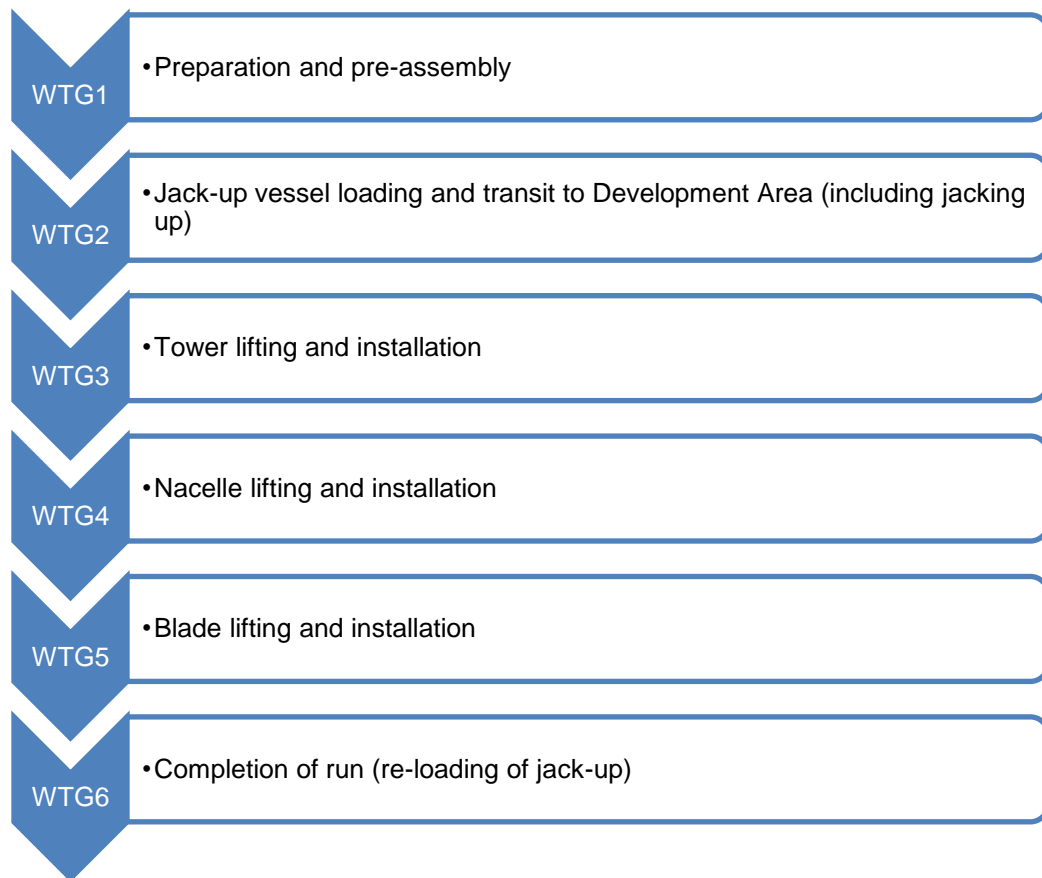 WTG1
•Preparation and pre-assembly
WTG2
•Jack-up vessel loading and transit to Development Area (including jacking
up)
WTG3
•Tower lifting and installation
WTG4
•Nacelle lifting and installation
WTG5
•Blade lifting and installation
WTG6
•Completion of run (re-loading of jack-up)